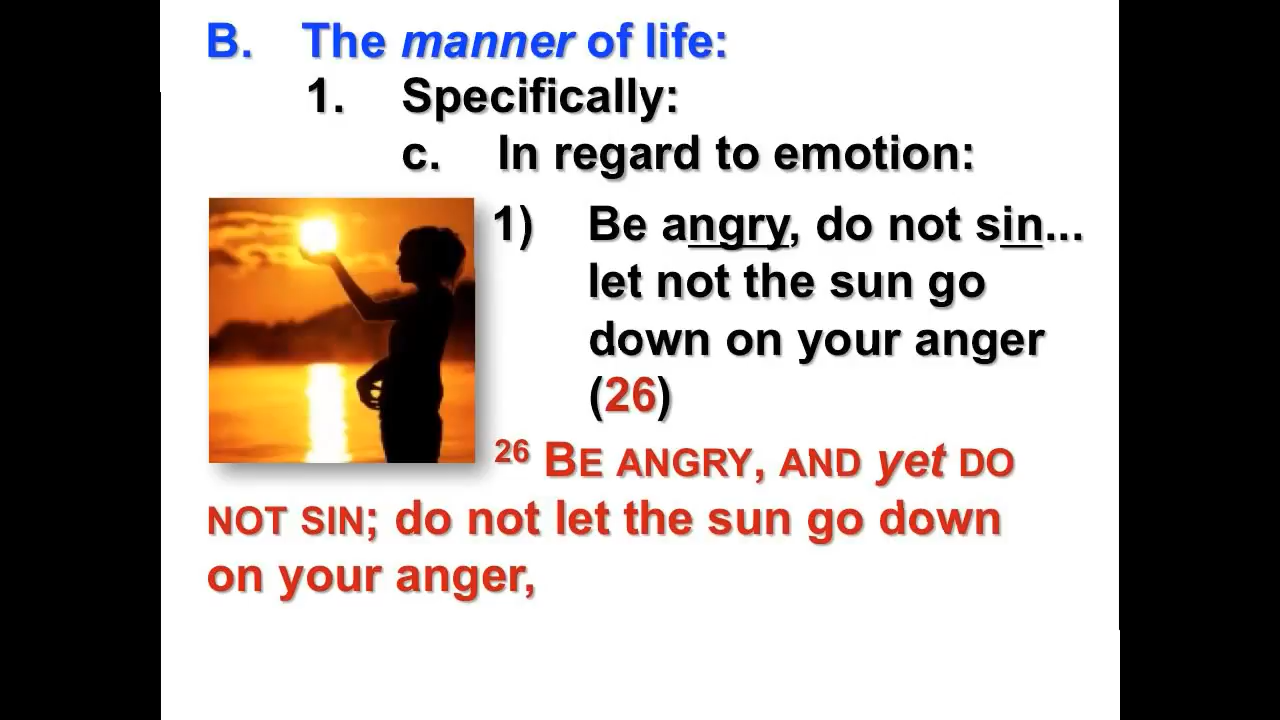 B. The manner of life:
1. Specifically:
c. In regard to emotion:
1) Be angry, do not sin...
let not the sun go
down on your anger
(26)
26 BE ANGRY, AND yet DO
NOT SIN; do not let the sun go down
on your anger,